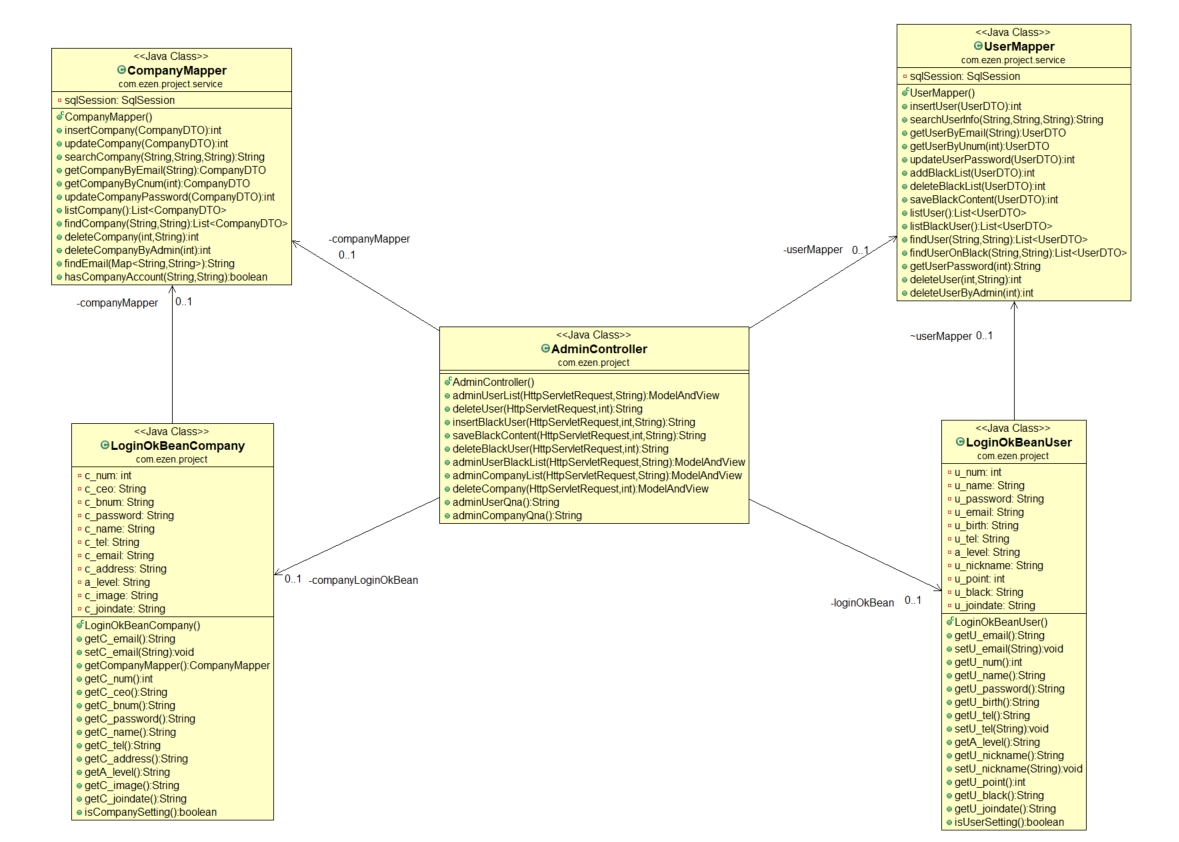 <<Java Class>>
CompanyMapper
com.ezen.project.service
sqlSession: SqlSession
CompanyMapper()
insertCompany(CompanyDTO):int
updateCompany(CompanyDTO):int
searchCompany(String,String,String):String
getCompanyByEmail(String):CompanyDTO
getCompanyByCnum(int):CompanyDTO
updateCompanyPassword(CompanyDTO):int
listCompany():List<CompanyDTO>
findCompany(String,String):List<CompanyDTO>
deleteCompany(int,String):int
deleteCompanyByAdmin(int):int
findEmail(Map<String,String>):String
hasCompanyAccount(String,String):boolean
<<Java Class>>
UserMapper
com.ezen.project.service
sqlSession: SqlSession
UserMapper()
insertUser(UserDTO):int
searchUserInfo(String,String,String):String
getUserByEmail(String):UserDTO
getUserByUnum(int):UserDTO
updateUserPassword(UserDTO):int
addBlackList(UserDTO):int
deleteBlackList(UserDTO):int
saveBlackContent(UserDTO):int
listUser():List<UserDTO>
listBlackUser():List<UserDTO>
findUser(String,String):List<UserDTO>
findUserOnBlack(String,String):List<UserDTO>
getUserPassword(int):String
deleteUser(int,String):int
deleteUserByAdmin(int):int
-companyMapper
0..1
-userMapper 0..1
-companyMapper 0..1
~userMapper 0..1
<<Java Class>>
AdminController
com.ezen.project
AdminController()
adminUserList(HttpServletRequest,String):ModelAndView
deleteUser(HttpServletRequest,int):String
insertBlackUser(HttpServletRequest,int,String):String
saveBlackContent(HttpServletRequest,int,String):String
deleteBlackUser(HttpServletRequest,int):String
adminUserBlackList(HttpServletRequest,String):ModelAndView
adminCompanyList(HttpServletRequest,String):ModelAndView
deleteCompany(HttpServletRequest,int):ModelAndView
adminUserQna():String
adminCompanyQna():String
<<Java Class>>
LoginOkBeanCompany
com.ezen.project
c_num: int
c_ceo: String
c_bnum: String
c_password: String
c_name: String
c_tel: String
c_email: String
c_address: String
a_level: String
c_image: String
c_joindate: String
LoginOkBeanCompany()
getC_email():String
setC_email(String):void
getCompanyMapper():CompanyMapper
getC_num():int
getC_ceo():String
getC_bnum():String
getC_password():String
getC_name():String
getC_tel():String
getC_address():String
getA_level():String
getC_image():String
getC_joindate():String
isCompanySetting():boolean
0..1 -companyLoginOkBean
-loginOkBean 0..1
<<Java Class>>
LoginOkBeanUser
com.ezen.project
u_num: int
u_name: String
u_password: String
u_email: String
u_birth: String
u_tel: String
a_level: String
u_nickname: String
u_point: int
u_black: String
u_joindate: String
LoginOkBeanUser()
getU_email():String
setU_email(String):void
getU_num():int
getU_name():String
getU_password():String
getU_birth():String
getU_tel():String
setU_tel(String):void
getA_level():String
getU_nickname():String
setU_nickname(String):void
getU_point():int
getU_black():String
getU_joindate():String
isUserSetting():boolean